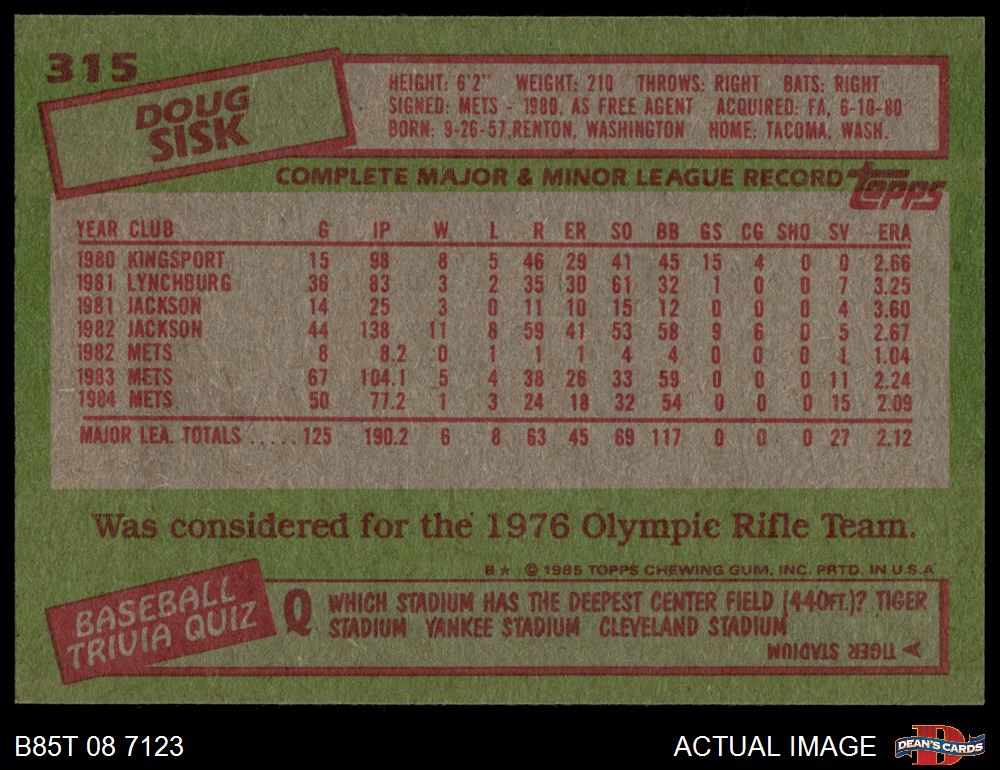 315
DOUG
SISK
HEIGHT: 6'2" WEIGHT: 210 THROWS: RIGHT BATS: RIGHT
SIGNED: METS - 1980, AS FREE AGENT ACQUIRED: FA, 6-10-80
BORN: 9-26-57, RENTON, WASHINGTON HOME: TACOMA, WASH.
COMPLETE MAJOR & MINOR LEAGUE RECORD topps
YEAR CLUB G IP W L R ER SO BB GS CG SHO SV ERA
1980 KINGSPORT 15 98 8 5 46 29 41 45 15 4 0 0 2.66
1981 LYNCHBURG 36 83 3 2 35 30 61 32 1 0 0 7 3.25
1981 JACKSON 14 25 3 0 11 10 15 12 0 0 0 4 3.60
1982 JACKSON 44 138 11 8 59 41 53 58 9 6 0 5 2.67
1982 METS 8 8.2 0 1 1 1 4 4 0 0 0 1 1.04
1983 METS 67 104.1 5 4 38 26 33 59 0 0 0 11 2.24
1984 METS 50 77.2 1 3 24 18 32 54 0 0 0 15 2.09
MAJOR LEA. TOTALS ..... 125 190.2 6 8 63 45 69 117 0 0 0 27 2.12
Was considered for the 1976 Olympic Rifle Team.
B★ © 1985 TOPPS CHEWING GUM, INC. PRTD. IN U.S.A
BASEBALL
TRIVIA QUIZ
Q WHICH STADIUM HAS THE DEEPEST CENTER FIELD (440FT.)? TIGER
STADIUM YANKEE STADIUM CLEVELAND STADIUM
A TIGER STADIUM
B85T 08 7123
ACTUAL IMAGE
DEAN'S CARDS